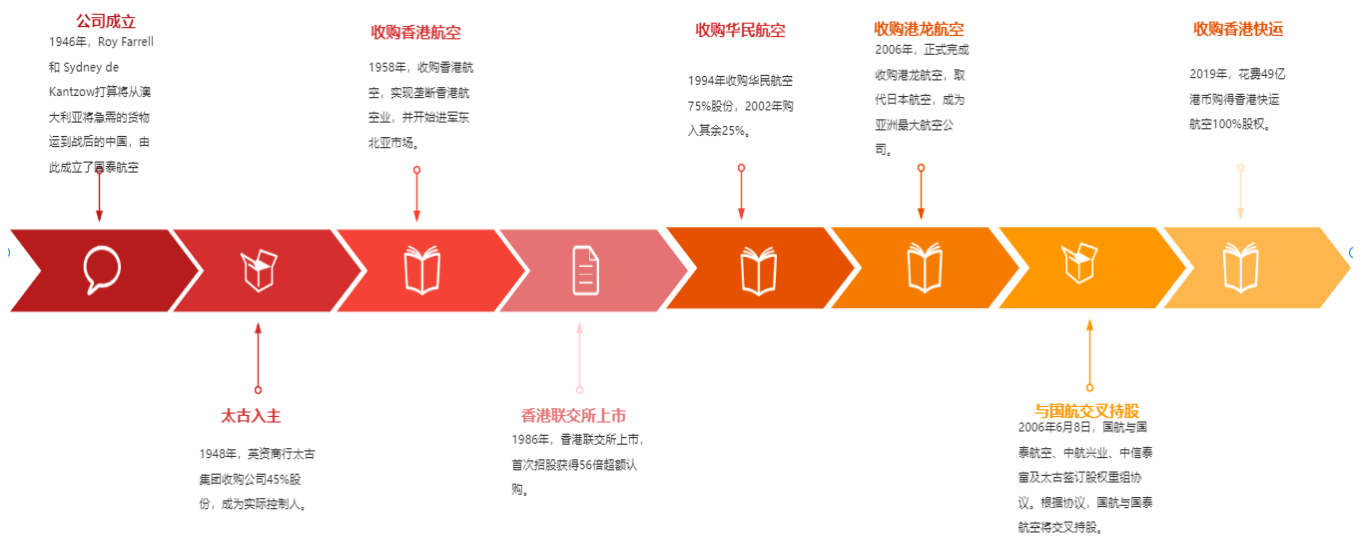 公司成立
1946年，Roy Farrell
和 Sydney de
Kantzow打算将从澳
大利亚将急需的货物
运到战后的中国，由
此成立了国泰航空
收购香港航空
1958年，收购香港航
空，实现垄断香港航
空业，并开始进军东
北亚市场。
收购华民航空
1994年收购华民航空
75%股份，2002年购
入其余25%。
收购港龙航空
2006年，正式完成
收购港龙航空，取
代日本航空，成为
亚洲最大航空公
司。
收购香港快运
2019年，花费49亿
港币购得香港快运
航空100%股权。
太古入主
1948年，英资商行太古
集团收购公司45%股
份，成为实际控制人。
香港联交所上市
1986年，香港联交所上市，
首次招股获得56倍超额认
购。
与国航交叉持股
2006年6月8日，国航与国
泰航空、中航兴业、中信泰
富及太古签订股权重组协
议。根据协议，国航与国泰
航空将交叉持股。